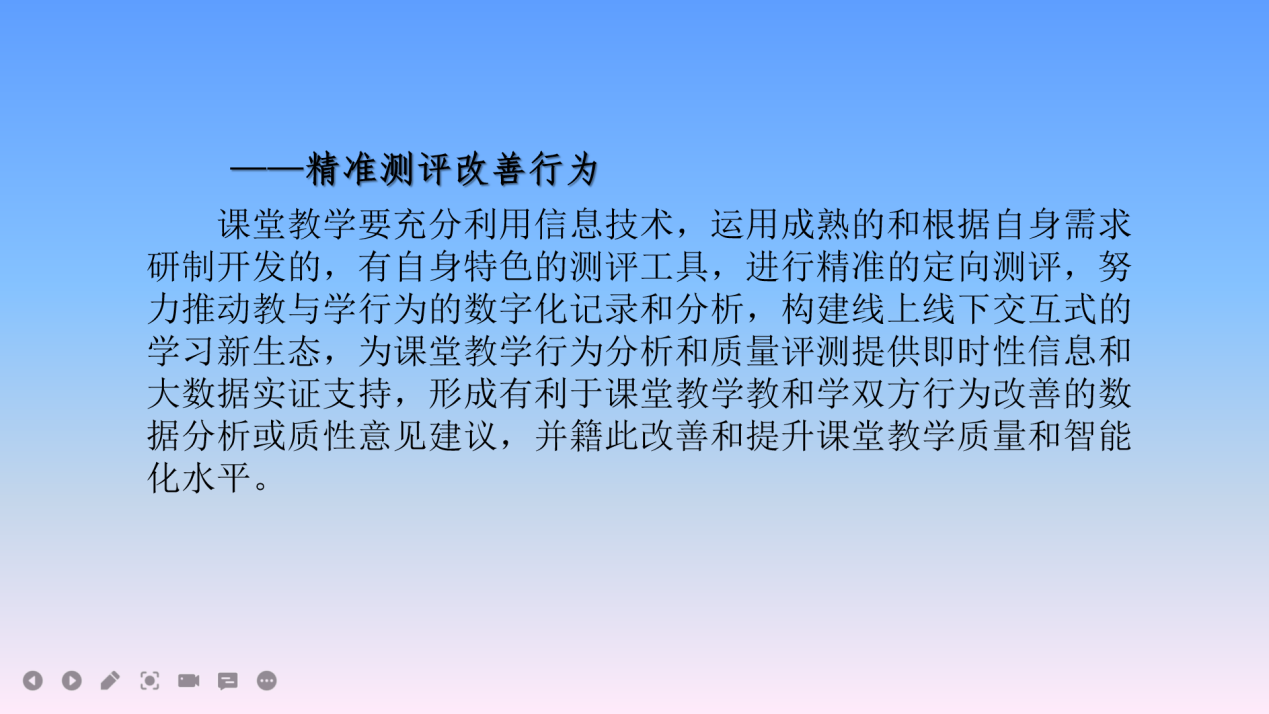 ——精准测评改善行为
课堂教学要充分利用信息技术，运用成熟的和根据自身需求
研制开发的，有自身特色的测评工具，进行精准的定向测评，努
力推动教与学行为的数字化记录和分析，构建线上线下交互式的
学习新生态，为课堂教学行为分析和质量评测提供即时性信息和
大数据实证支持，形成有利于课堂教学教和学双方行为改善的数
据分析或质性意见建议，并籍此改善和提升课堂教学质量和智能
化水平。